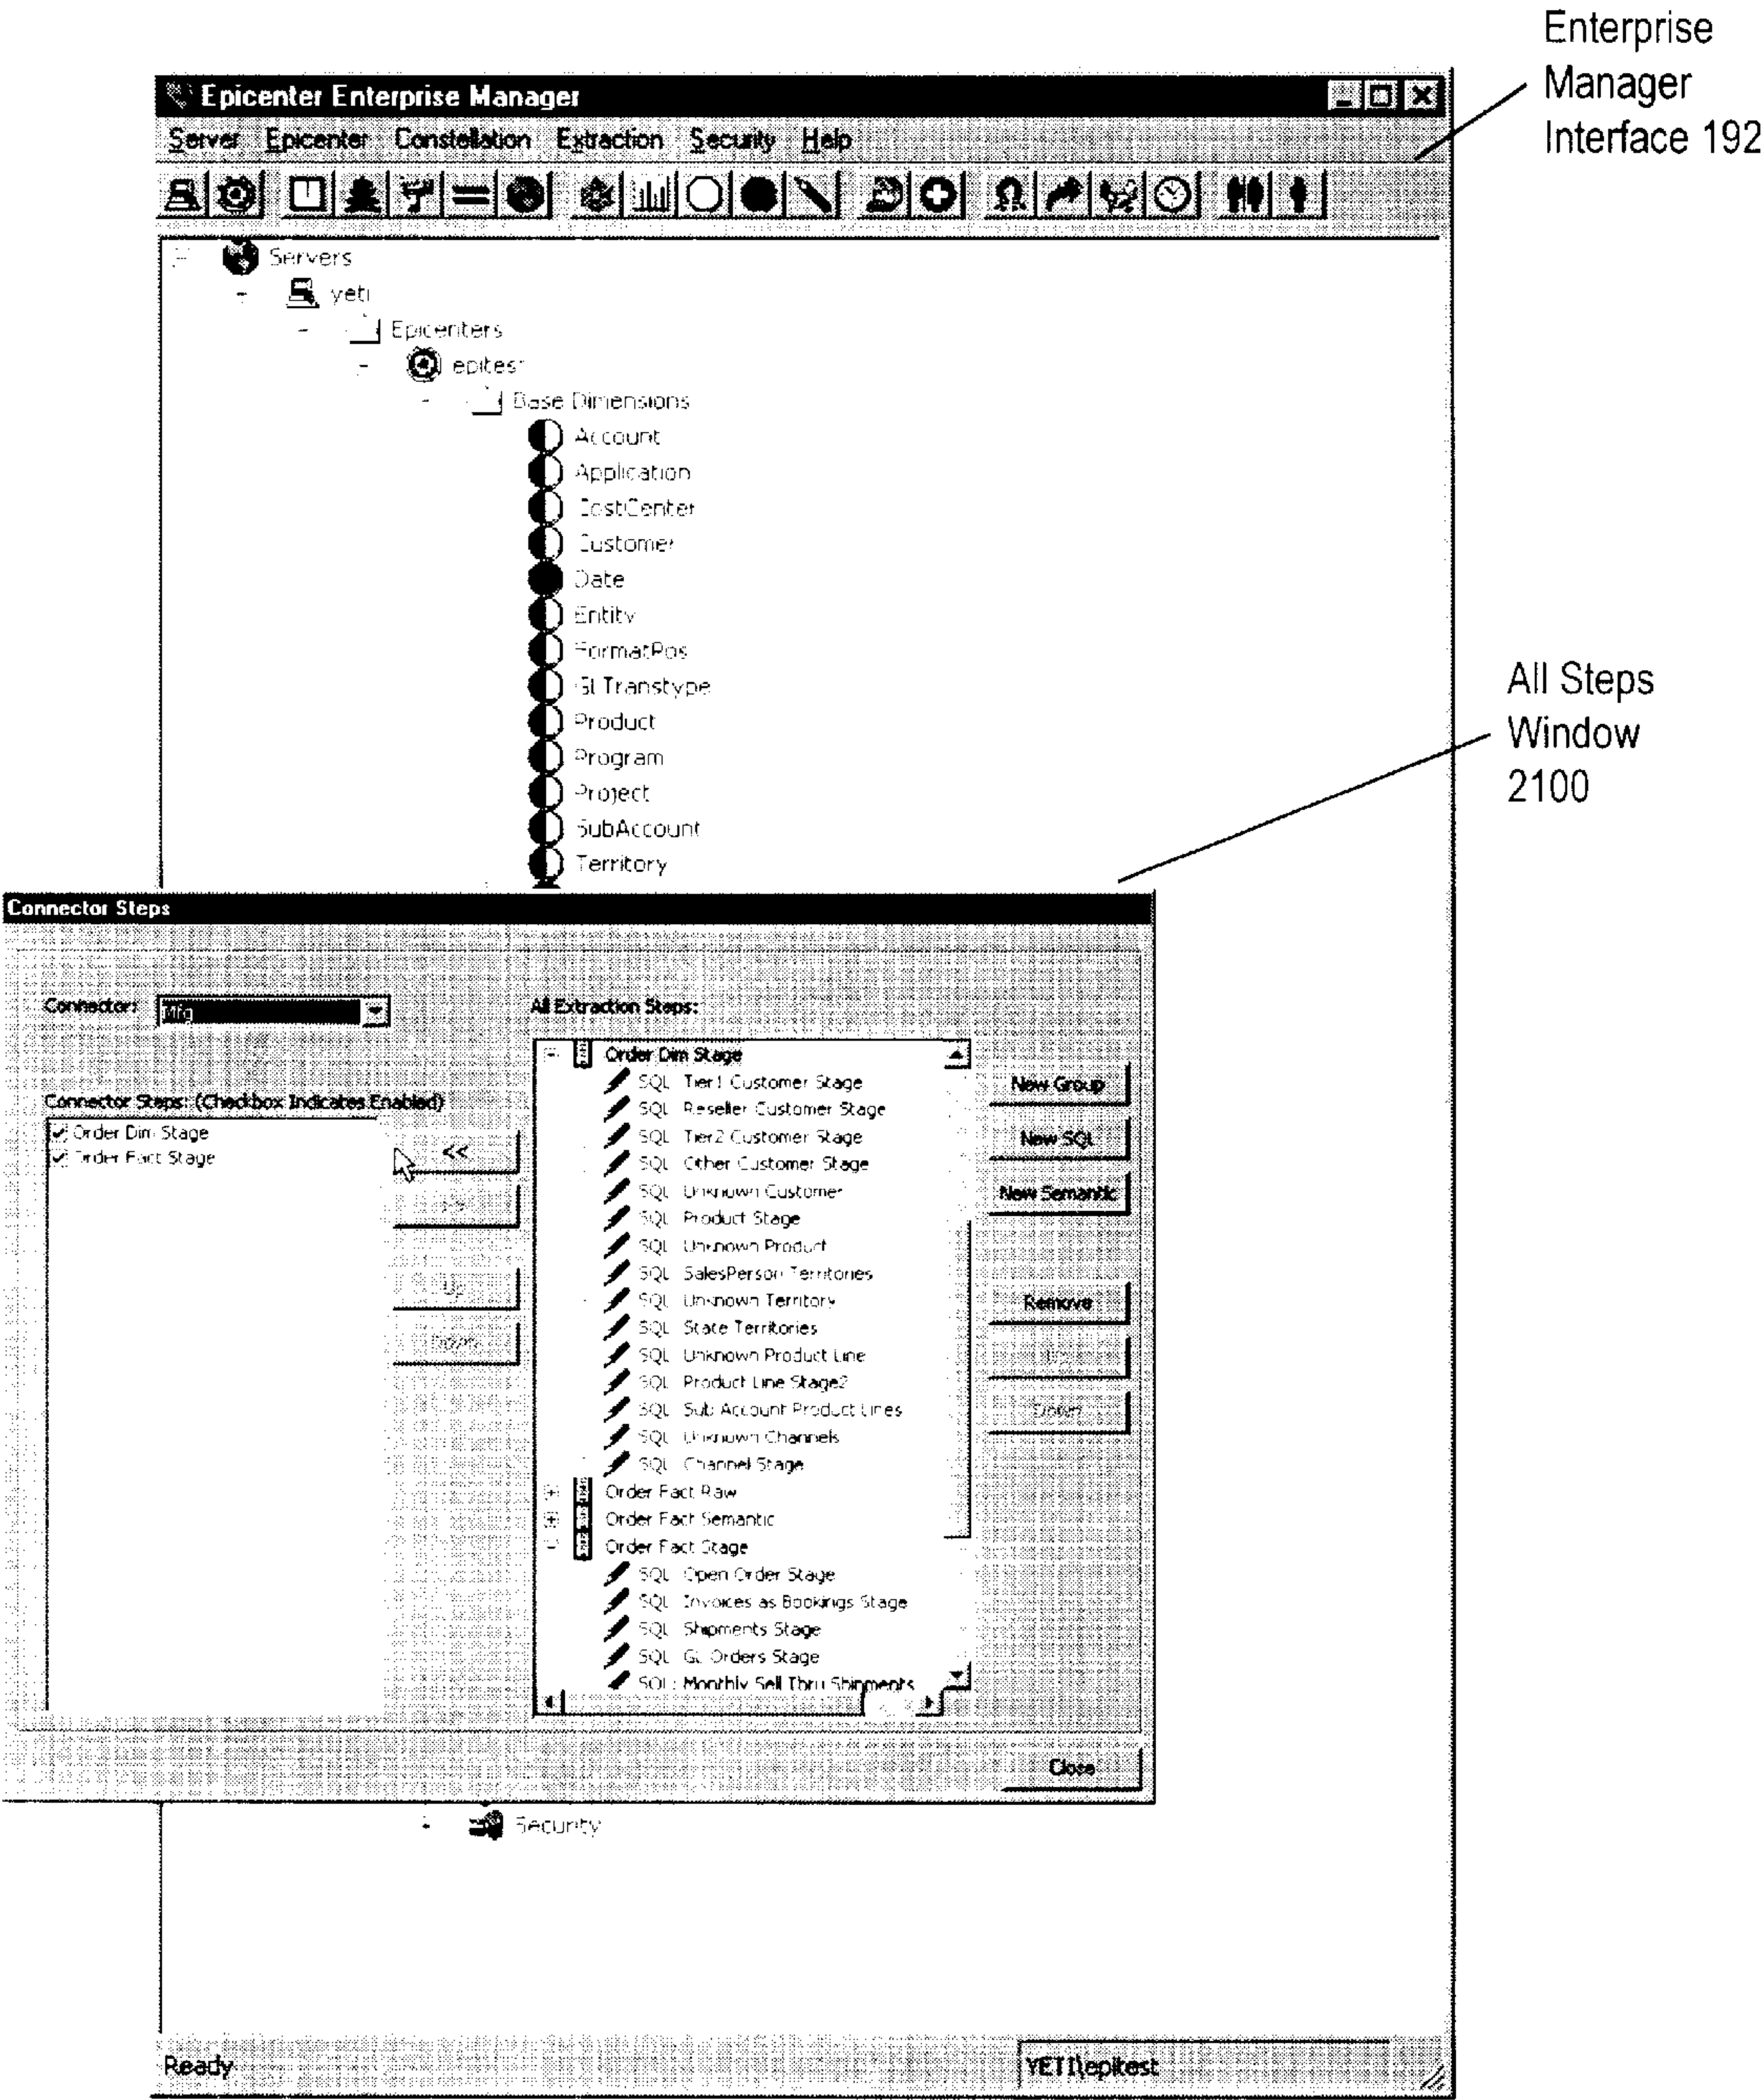 Enterprise
Manager
Interface 192
Epicenter Enterprise Manager
Server Epicenter Constellation Extraction Security Help
Servers
yeti
Epicenters
epitest
Base Dimensions
Account
Application
CostCenter
Customer
Date
Entity
FormatPos
GLTranstype
Product
Program
Project
SubAccount
Territory
All Steps
Window
2100
Connector Steps
Connector: Mfg
All Extraction Steps:
Connector Steps: (Checkbox Indicates Enabled)
Order Dim Stage
Order Fact Stage
<<
>>
Up
Down
Order Dim Stage
SQL Tier1 Customer Stage
SQL Reseller Customer Stage
SQL Tier2 Customer Stage
SQL Other Customer Stage
SQL Unknown Customer
SQL Product Stage
SQL Unknown Product
SQL SalesPerson Territories
SQL Unknown Territory
SQL State Territories
SQL Unknown Product Line
SQL Product Line Stage2
SQL Sub Account Product Lines
SQL Unknown Channels
SQL Channel Stage
Order Fact Raw
Order Fact Semantic
Order Fact Stage
SQL Open Order Stage
SQL Invoices as Bookings Stage
SQL Shipments Stage
SQL GL Orders Stage
SQL: Monthly Sell Thru Shipments
New Group
New SQL
New Semantic
Remove
Up
Down
Close
Security
Ready
YETI\epitest